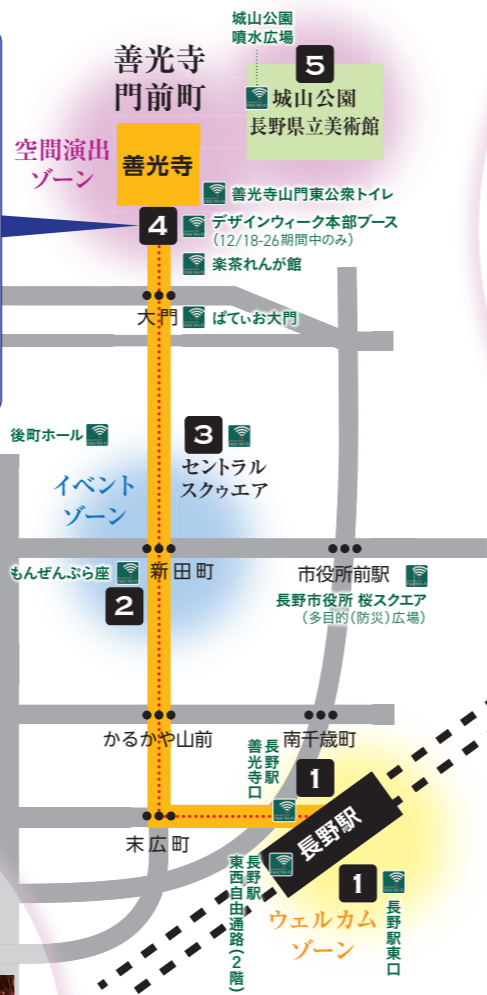 城山公園
噴水広場
善光寺
門前町
5
城山公園
長野県立美術館
空間演出
ゾーン
善光寺
善光寺山門東公衆トイレ
4
デザインウィーク本部ブース
(12/18-26期間中のみ)
楽茶れんが館
大門
ぱてぃお大門
後町ホール
3
セントラル
スクゥエア
イベント
ゾーン
もんぜんぷら座
新田町
2
市役所前駅
長野市役所 桜スクエア
(多目的(防災)広場)
かるかや山前
南千歳町
長野駅
善光寺口
1
末広町
長野駅
長野駅
東西自由通路(2階)
1
長野駅東口
ウェルカム
ゾーン